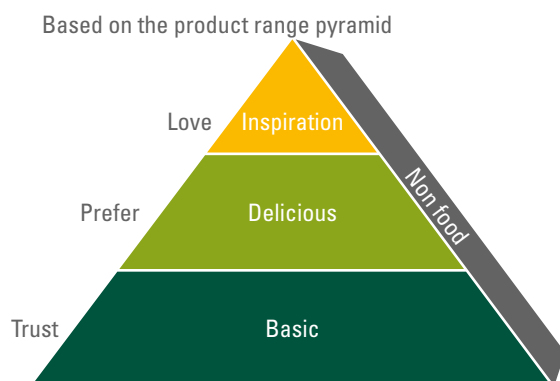 Based on the product range pyramid
Love
Inspiration
Prefer
Delicious
Non food
Trust
Basic